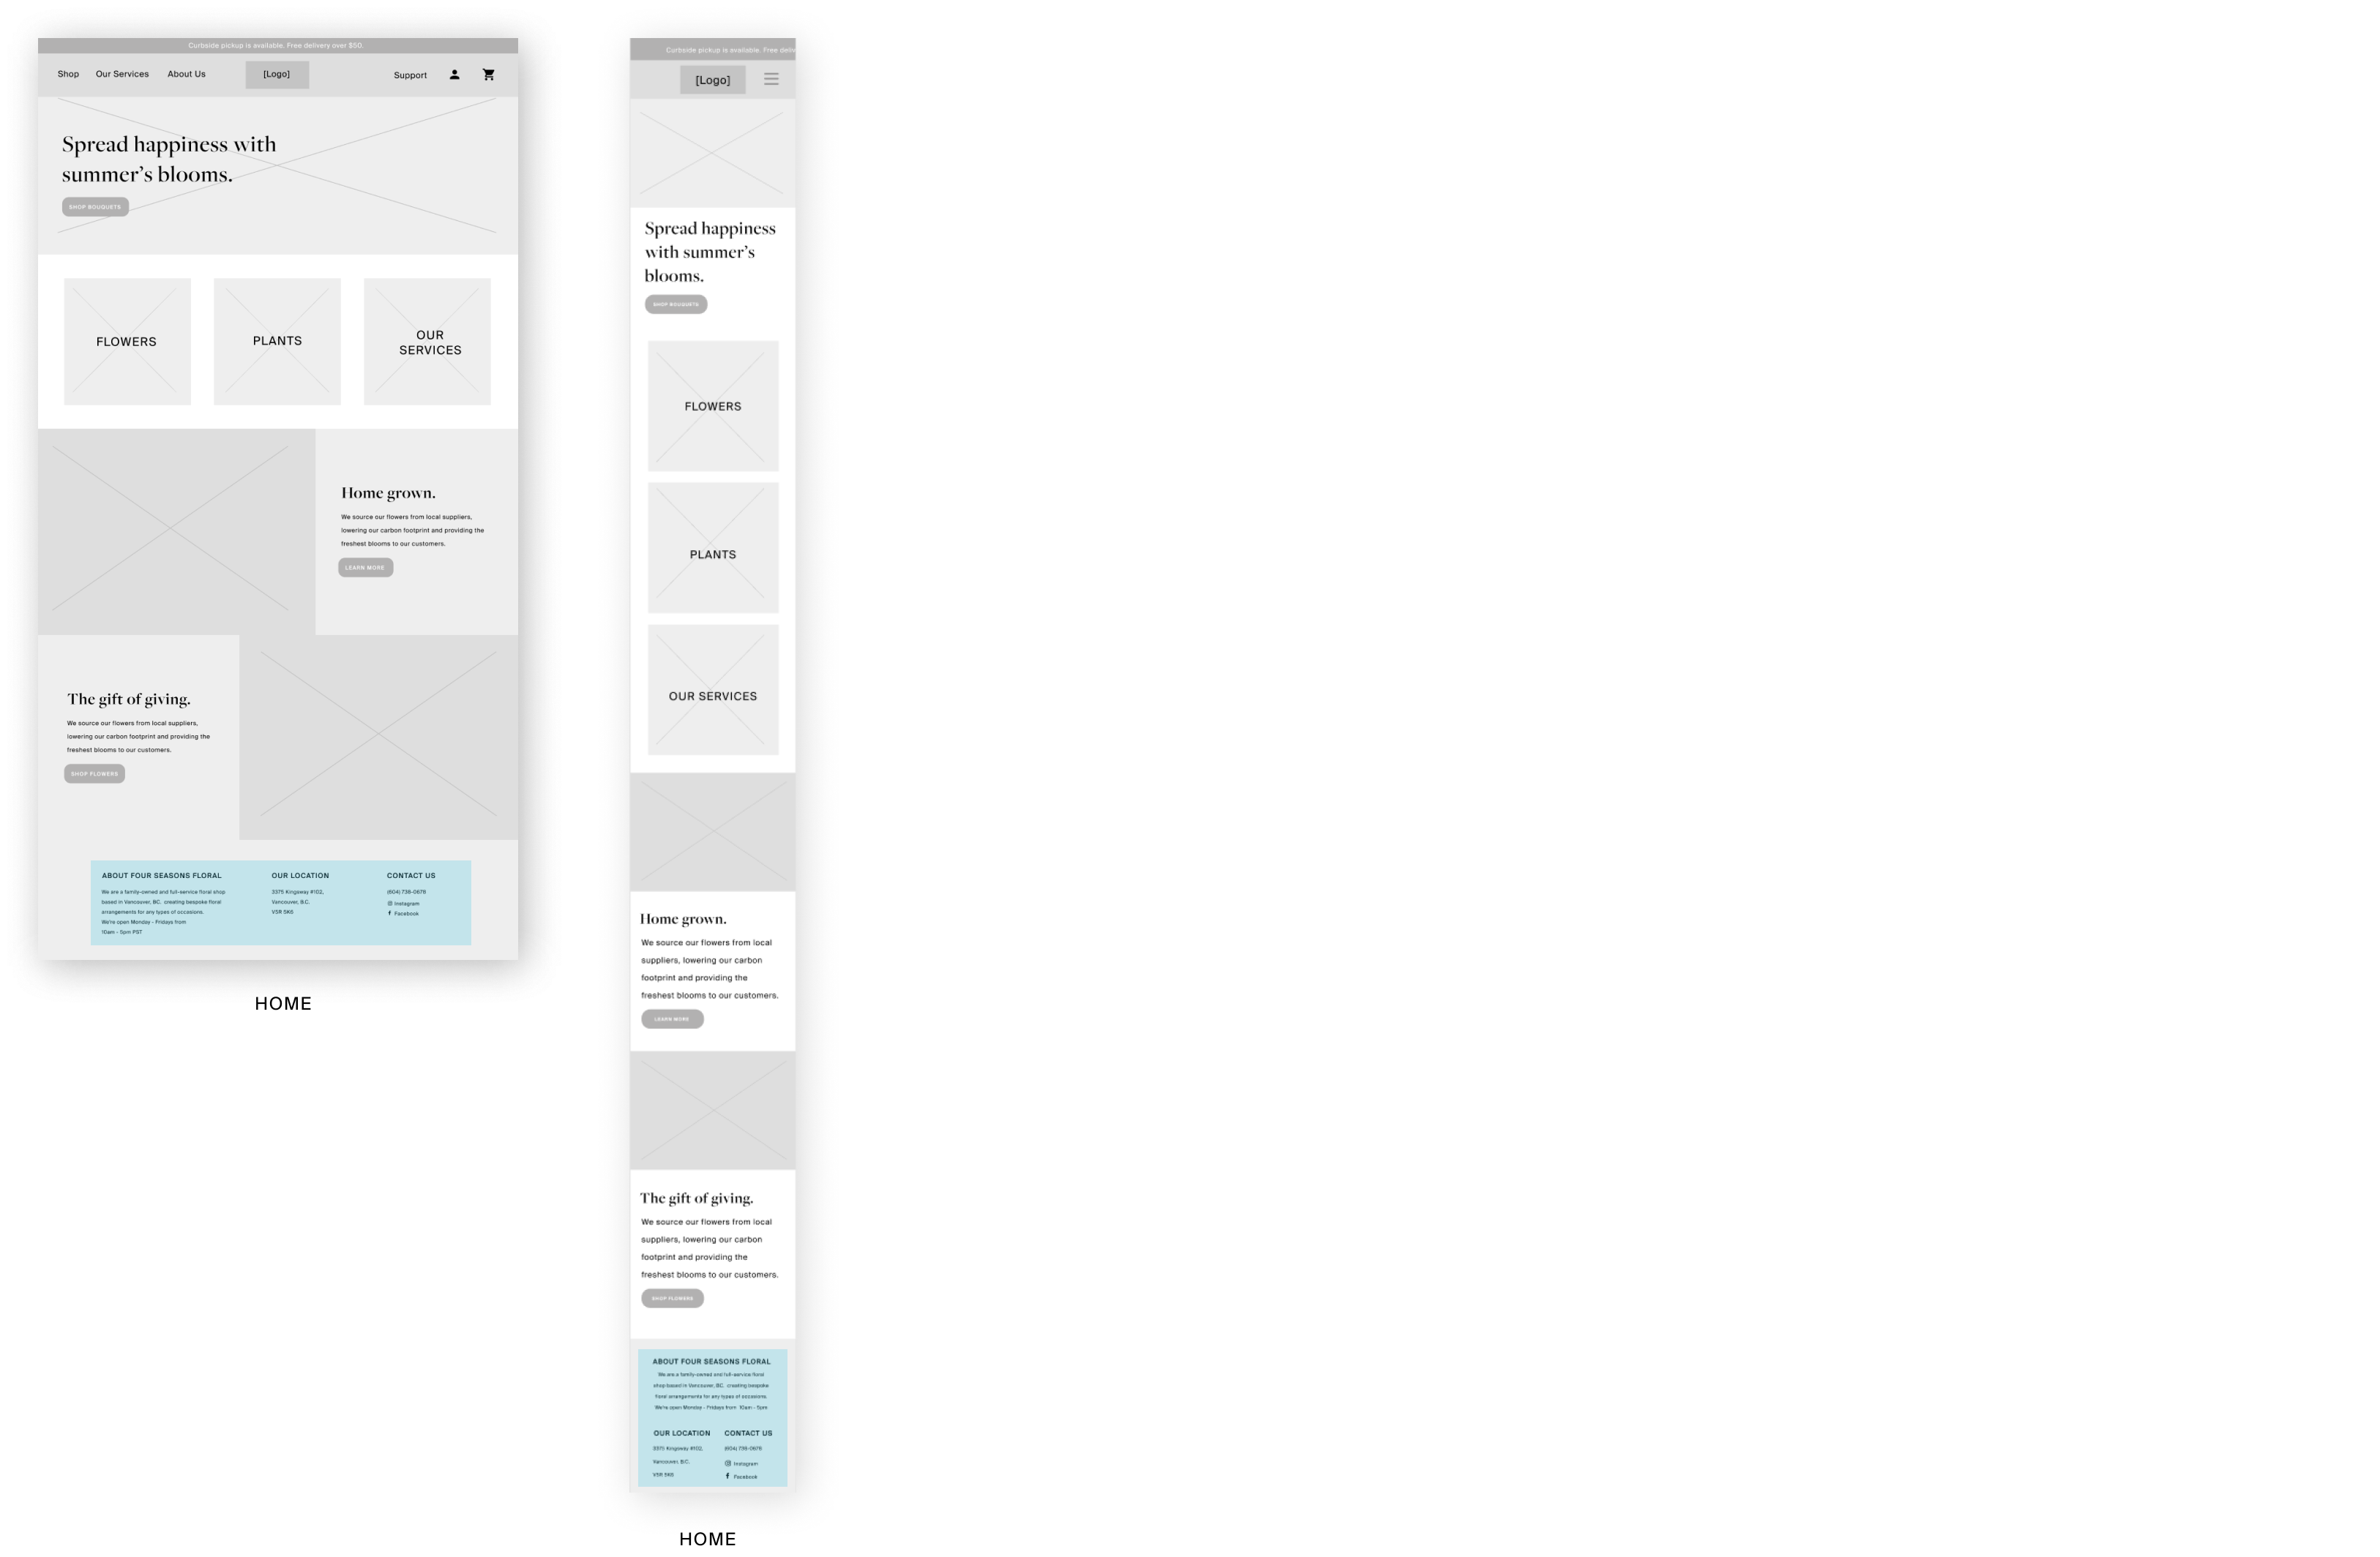 Curbside pickup is available. Free delivery over $50.
Shop Our Services About Us [Logo] Support
Spread happiness with
summer's blooms.
SHOP BOUQUETS
FLOWERS
PLANTS
OUR
SERVICES
Home grown.
We source our flowers from local suppliers,
lowering our carbon footprint and providing the
freshest blooms to our customers.
LEARN MORE
The gift of giving.
We source our flowers from local suppliers,
lowering our carbon footprint and providing the
freshest blooms to our customers.
SHOP FLOWERS
ABOUT FOUR SEASONS FLORAL
We are a family-owned and full-service floral shop
based in Vancouver, BC. creating bespoke floral
arrangements for any types of occasions.
We're open Monday - Fridays from
10am - 5pm PST
OUR LOCATION
3375 Kingsway #102,
Vancouver, B.C.
V5R 5K6
CONTACT US
(604) 738-0678
Instagram
Facebook
HOME
Curbside pickup is available. Free deliv
[Logo]
Spread happiness
with summer's
blooms.
SHOP BOUQUETS
FLOWERS
PLANTS
OUR SERVICES
Home grown.
We source our flowers from local
suppliers, lowering our carbon
footprint and providing the
freshest blooms to our customers.
LEARN MORE
The gift of giving.
We source our flowers from local
suppliers, lowering our carbon
footprint and providing the
freshest blooms to our customers.
SHOP FLOWERS
ABOUT FOUR SEASONS FLORAL
We are a family-owned and full-service floral
shop based in Vancouver, BC. creating bespoke
floral arrangements for any types of occasions.
We're open Monday - Fridays from 10am - 5pm
OUR LOCATION
3375 Kingsway #102,
Vancouver, B.C.
V5R 5K6
CONTACT US
(604) 738-0678
Instagram
Facebook
HOME